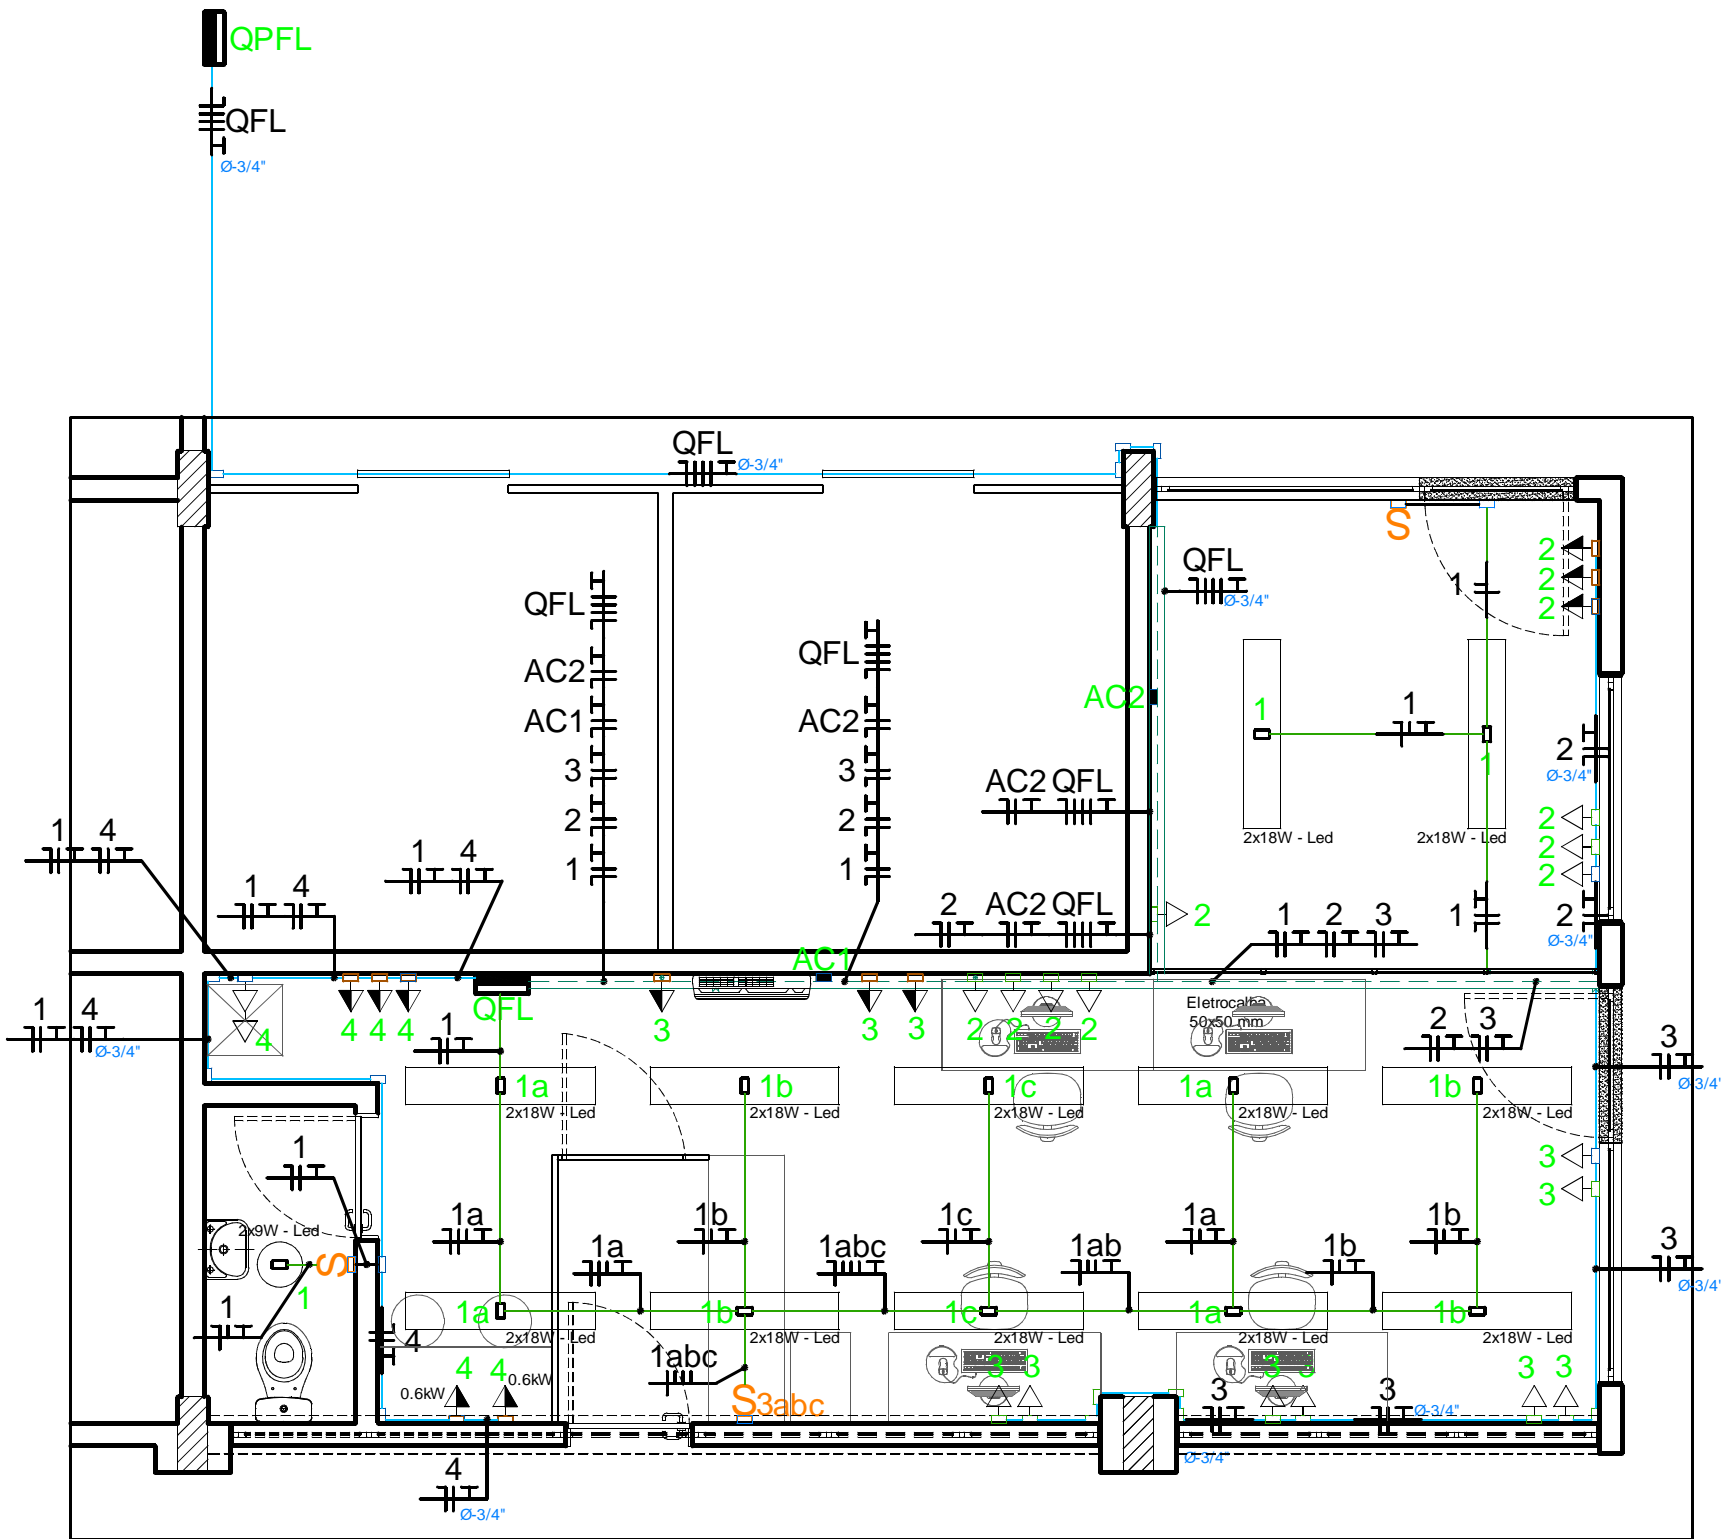 QPFL
QFL
Ø-3/4"
QFL
Ø-3/4"
S
2
2
2
QFL
Ø-3/4"
1
QFL
AC2
AC1
3
2
1
QFL
AC2
3
2
1
AC2
1
1
1
2
Ø-3/4"
AC2 QFL
2x18W - Led
2x18W - Led
2
2
2
1 4
1 4
1 4
2 AC2 QFL
2
1 2 3
1
2
Ø-3/4"
AC1
QFL
4
4
4
4
3
3
3
2
2
2
2
Eletrocalha
50x50 mm
1 4
Ø-3/4"
1
2 3
3
Ø-3/4"
1a
1b
1c
1a
1b
2x18W - Led
2x18W - Led
2x18W - Led
2x18W - Led
2x18W - Led
1
3
3
2x9W - Led
S
1
1
1a
1b
1c
1a
1b
1a
1abc
1ab
1b
3
Ø-3/4"
1a
1b
1c
1a
1b
2x18W - Led
2x18W - Led
2x18W - Led
2x18W - Led
2x18W - Led
4
4
4
0.6kW
0.6kW
1abc
S3abc
3
3
3
3
3
3
3
3
Ø-3/4"
Ø-3/4"
4
Ø-3/4"